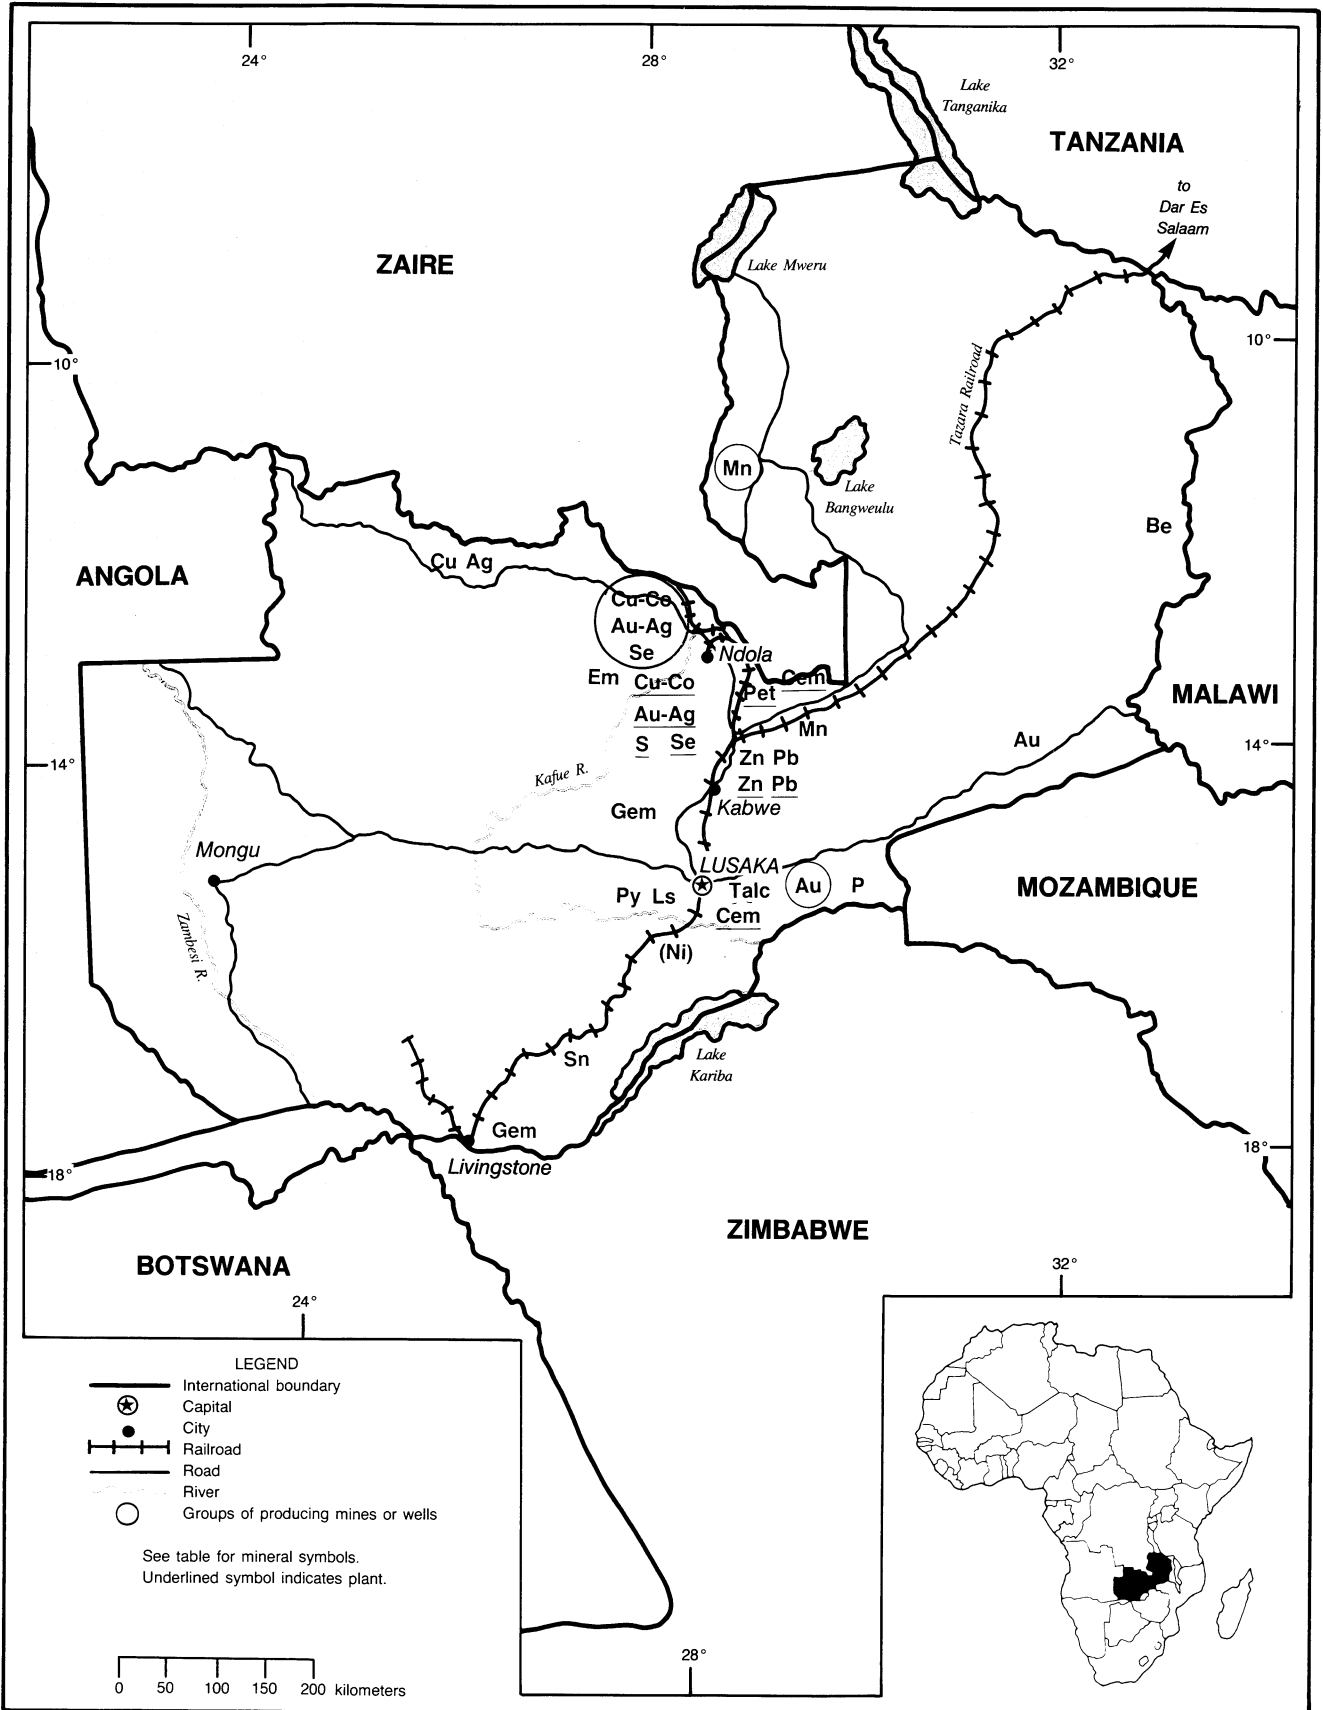 24°
28°
32°
Lake
Tanganika
TANZANIA
to
Dar Es
Salaam
ZAIRE
Lake Mweru
10°
10°
Tazara Railroad
Mn
Lake
Bangweulu
Be
Cu Ag
ANGOLA
Cu-Co
Au-Ag
Se
Ndola
Em
Cu-Co
Pet
Cem
MALAWI
Au-Ag
Mn
S Se
Au
14°
Zn Pb
14°
Kafue R.
Zn Pb
Kabwe
Gem
Mongu
LUSAKA
Py Ls
Talc
Au
P
MOZAMBIQUE
Cem
Zambesi R.
(Ni)
Sn
Lake
Kariba
Gem
18°
Livingstone
18°
ZIMBABWE
BOTSWANA
32°
24°
LEGEND
International boundary
Capital
City
Railroad
Road
River
Groups of producing mines or wells
See table for mineral symbols.
Underlined symbol indicates plant.
28°
0 50 100 150 200 kilometers